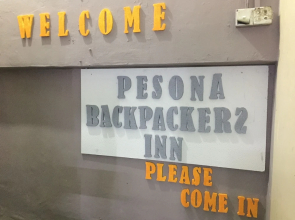 WELCOME
PESONA
BACKPACKERS
INN
PLEASE
COME IN